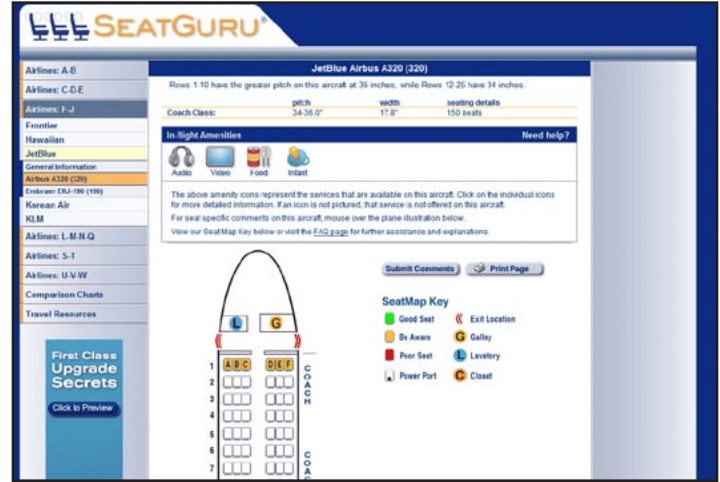 SEATGURU®
Airlines: A-B
Airlines: C-D-E
Airlines: F-J
Frontier
Hawaiian
JetBlue
General Information
Airbus A320 (320)
Embraer ERJ-190 (190)
Korean Air
KLM
Airlines: L-M-N-Q
Airlines: S-T
Airlines: U-V-W
Comparison Charts
Travel Resources
First Class
Upgrade
Secrets
Click to Preview
JetBlue Airbus A320 (320)
Rows 1-10 have the greater pitch on this aircraft at 36 inches, while Rows 12-26 have 34 inches.
pitch width seating details
Coach Class: 34-36.0" 17.8" 150 seats
In-flight Amenities Need help?
Audio Video Food Infant
The above amenity icons represent the services that are available on this aircraft. Click on the individual icons
for more detailed information. If an icon is not pictured, that service is not offered on this aircraft.
For seat specific comments on this aircraft, mouse over the plane illustration below.
View our SeatMap Key below or visit the FAQ page for further assistance and explanations.
Submit Comments Print Page
SeatMap Key
Good Seat Exit Location
Be Aware G Galley
Poor Seat L Lavatory
Power Port C Closet
L G
1 A B C D E F
2
3
4
5
6
7
COACH
COA